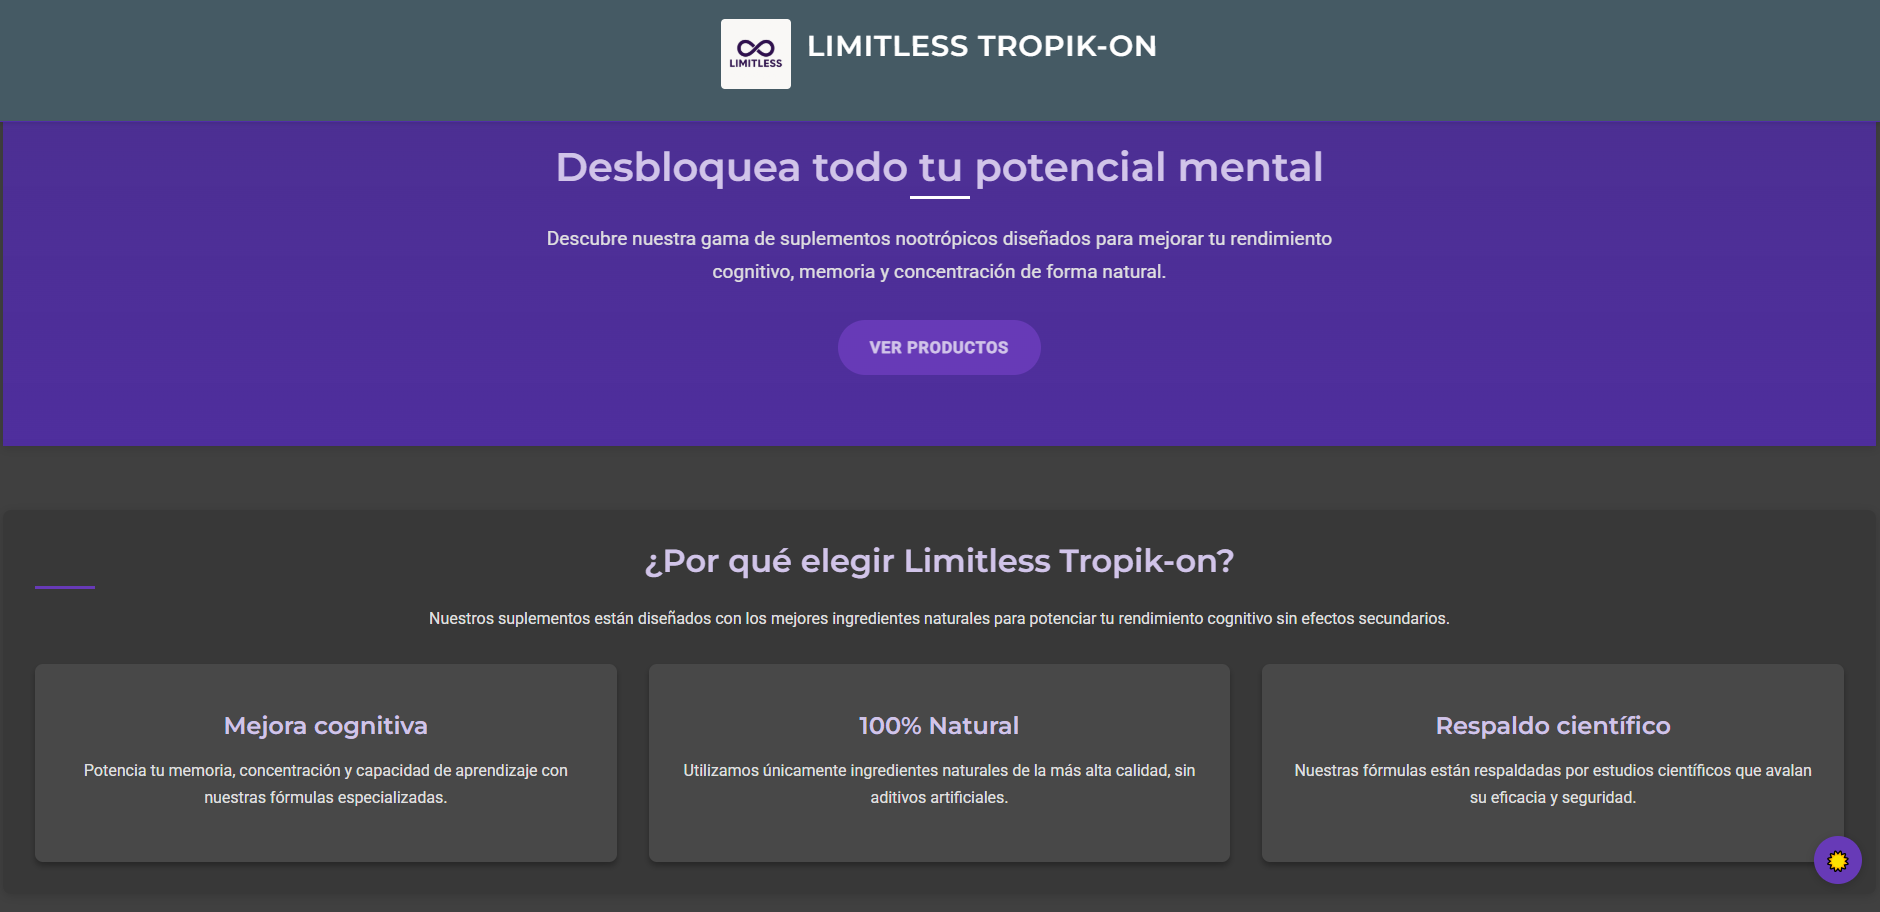 LIMITLESS
LIMITLESS TROPIK-ON
Desbloquea todo tu potencial mental
Descubre nuestra gama de suplementos nootrópicos diseñados para mejorar tu rendimiento
cognitivo, memoria y concentración de forma natural.
VER PRODUCTOS
¿Por qué elegir Limitless Tropik-on?
Nuestros suplementos están diseñados con los mejores ingredientes naturales para potenciar tu rendimiento cognitivo sin efectos secundarios.
Mejora cognitiva
Potencia tu memoria, concentración y capacidad de aprendizaje con
nuestras fórmulas especializadas.
100% Natural
Utilizamos únicamente ingredientes naturales de la más alta calidad, sin
aditivos artificiales.
Respaldo científico
Nuestras fórmulas están respaldadas por estudios científicos que avalan
su eficacia y seguridad.